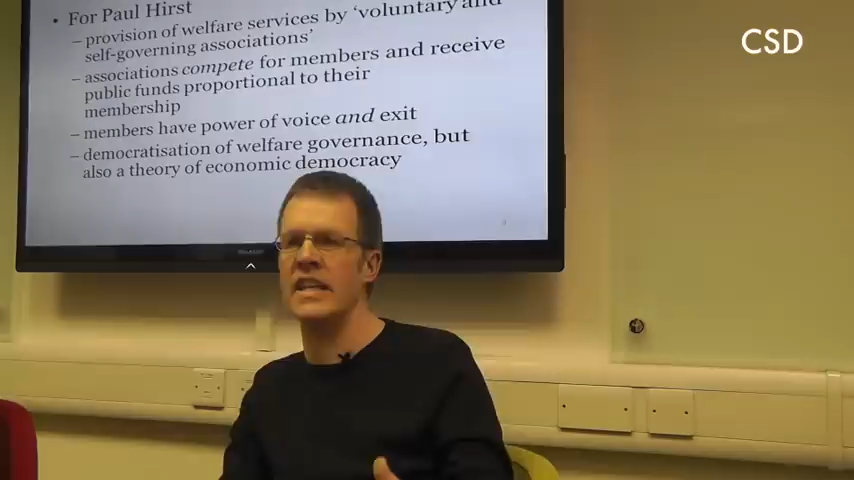 CSD
• For Paul Hirst
– provision of welfare services by ‘voluntary and
self-governing associations’
– associations compete for members and receive
public funds proportional to their
membership
– members have power of voice and exit
– democratisation of welfare governance, but
also a theory of economic democracy